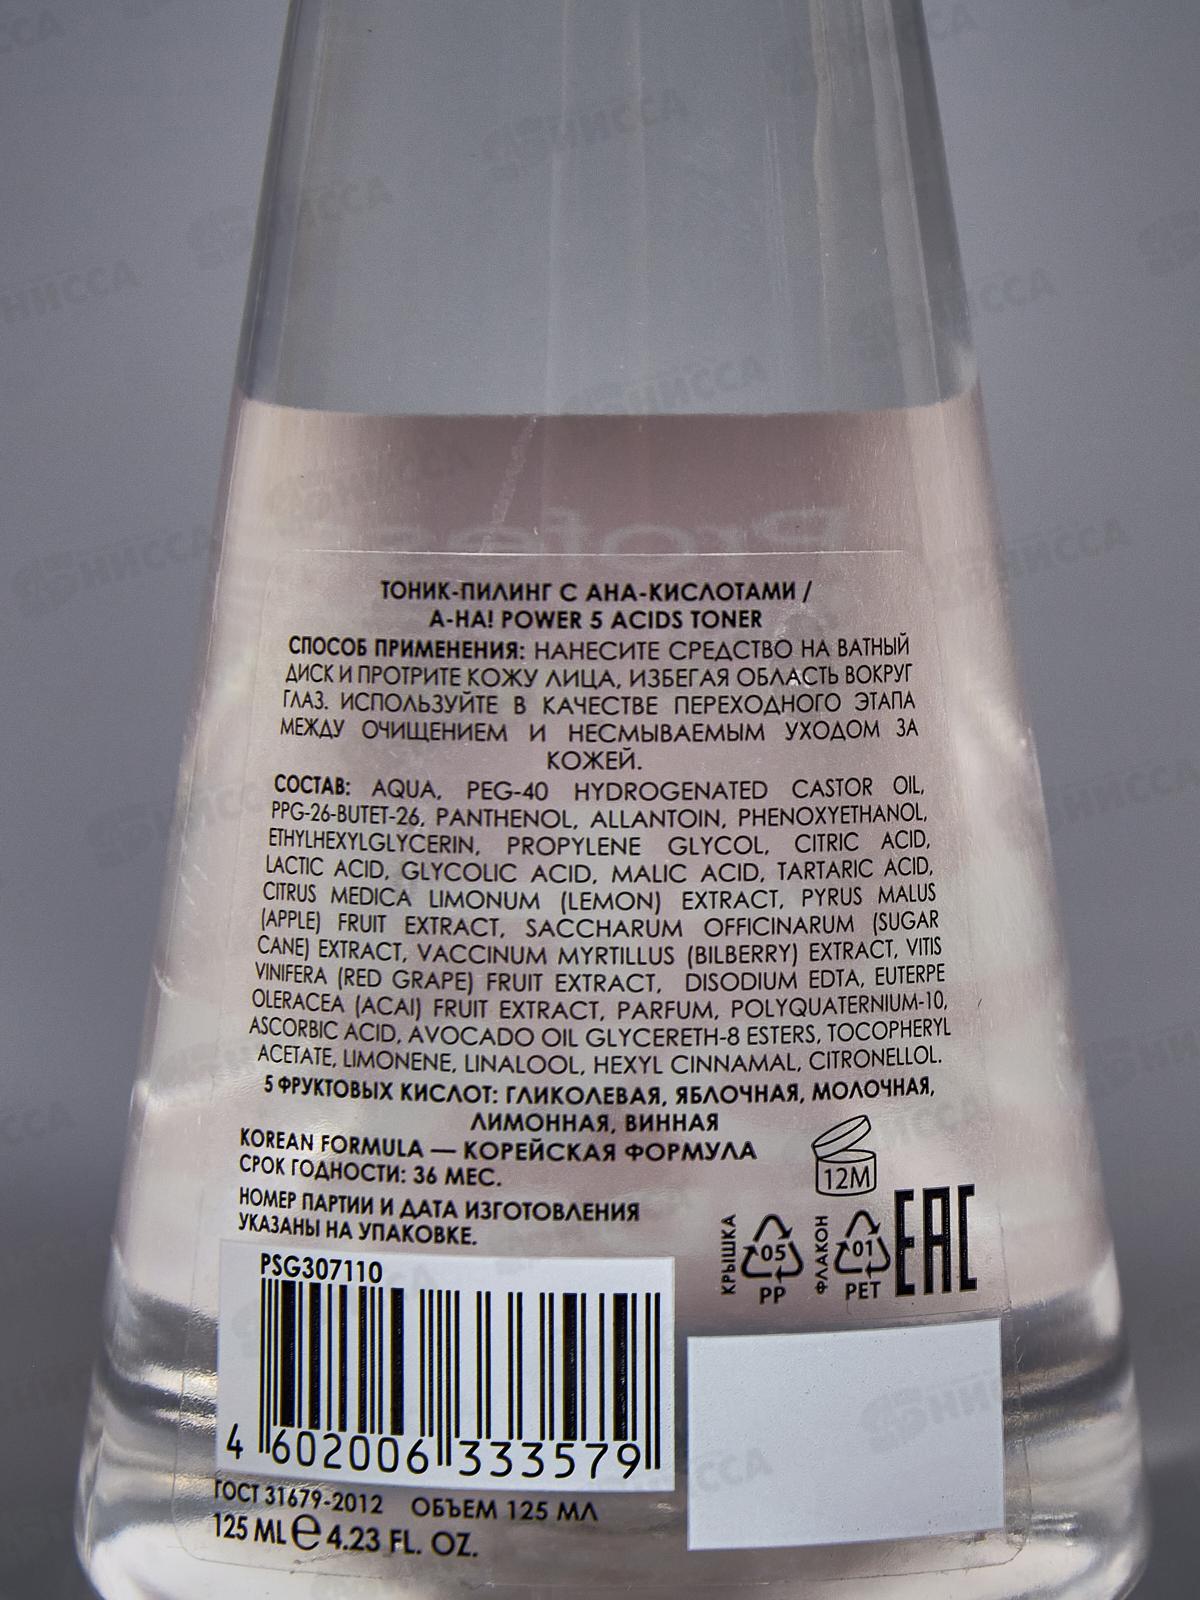 ТОНИК-ПИЛИНГ С АНА-КИСЛОТАМИ /
A-HA! POWER 5 ACIDS TONER
СПОСОБ ПРИМЕНЕНИЯ: НАНЕСИТЕ СРЕДСТВО НА ВАТНЫЙ
ДИСК И ПРОТРИТЕ КОЖУ ЛИЦА, ИЗБЕГАЯ ОБЛАСТЬ ВОКРУГ
ГЛАЗ. ИСПОЛЬЗУЙТЕ В КАЧЕСТВЕ ПЕРЕХОДНОГО ЭТАПА
МЕЖДУ ОЧИЩЕНИЕМ И НЕСМЫВАЕМЫМ УХОДОМ ЗА
КОЖЕЙ.
СОСТАВ: AQUA, PEG-40 HYDROGENATED CASTOR OIL,
PPG-26-BUTET-26, PANTHENOL, ALLANTOIN, PHENOXYETHANOL,
ETHYLHEXYLGLYCERIN, PROPYLENE GLYCOL, CITRIC ACID,
LACTIC ACID, GLYCOLIC ACID, MALIC ACID, TARTARIC ACID,
CITRUS MEDICA LIMONUM (LEMON) EXTRACT, PYRUS MALUS
(APPLE) FRUIT EXTRACT, SACCHARUM OFFICINARUM (SUGAR
CANE) EXTRACT, VACCINUM MYRTILLUS (BILBERRY) EXTRACT, VITIS
VINIFERA (RED GRAPE) FRUIT EXTRACT, DISODIUM EDTA, EUTERPE
OLERACEA (ACAI) FRUIT EXTRACT, PARFUM, POLYQUATERNIUM-10,
ASCORBIC ACID, AVOCADO OIL GLYCERETH-8 ESTERS, TOCOPHERYL
ACETATE, LIMONENE, LINALOOL, HEXYL CINNAMAL, CITRONELLOL.
5 ФРУКТОВЫХ КИСЛОТ: ГЛИКОЛЕВАЯ, ЯБЛОЧНАЯ, МОЛОЧНАЯ,
ЛИМОННАЯ, ВИННАЯ
KOREAN FORMULA — КОРЕЙСКАЯ ФОРМУЛА
СРОК ГОДНОСТИ: 36 МЕС.
12M
НОМЕР ПАРТИИ И ДАТА ИЗГОТОВЛЕНИЯ
УКАЗАНЫ НА УПАКОВКЕ.
КРЫШКА
05
PP
ФЛАКОН
01
PET
EAC
PSG307110
4 602006 333579
ГОСТ 31679-2012 ОБЪЕМ 125 МЛ
125 ML ℮ 4.23 FL. OZ.